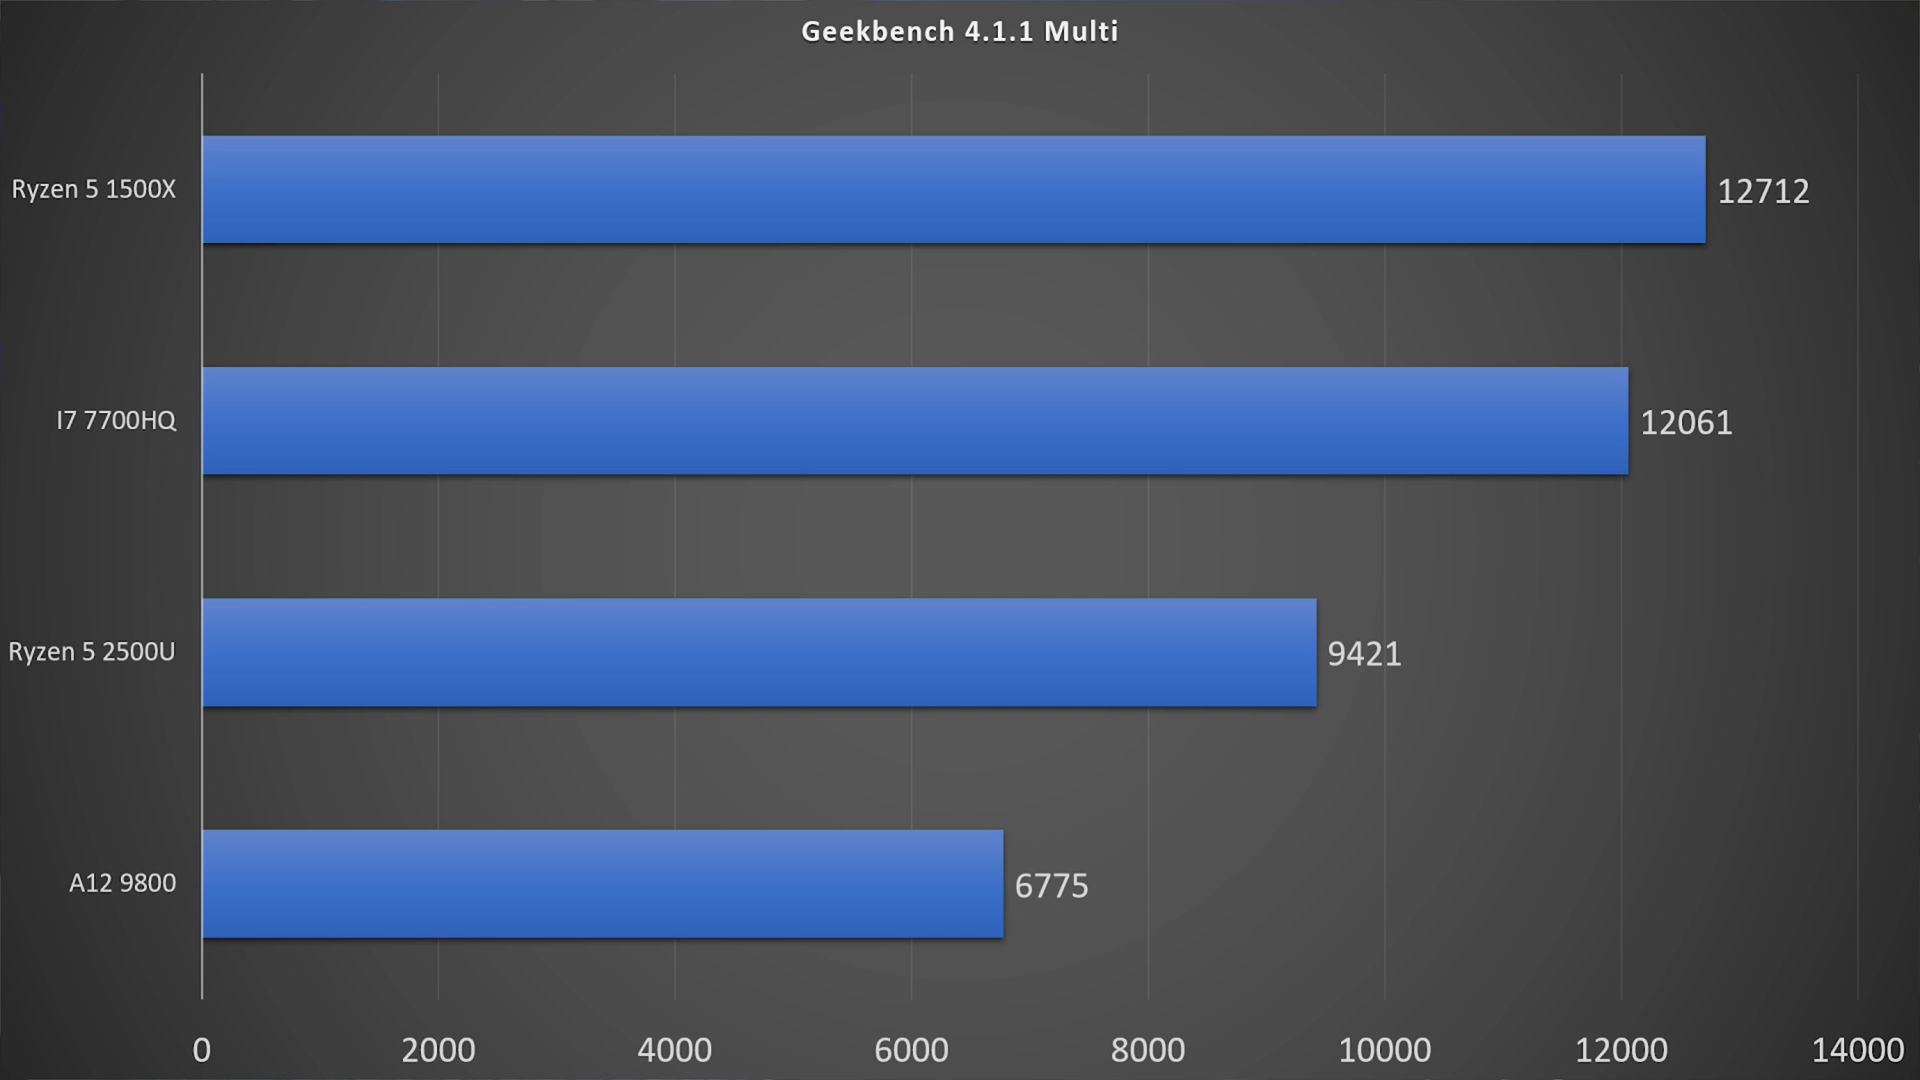 Geekbench 4.1.1 Multi
Ryzen 5 1500X
12712
I7 7700HQ
12061
Ryzen 5 2500U
9421
A12 9800
6775
0 2000 4000 6000 8000 10000 12000 14000